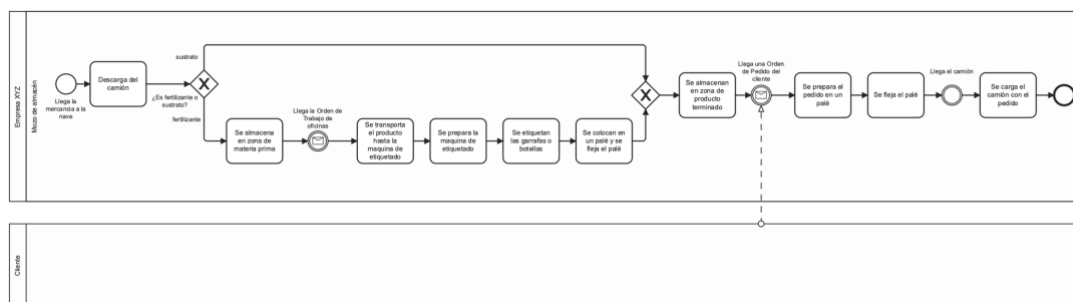 Empresa XYZ
Mozo de almacén
Llega la
mercancía a la
nave
Descarga del
camión
sustrato
¿Es fertilizante o
sustrato?
fertilizante
Se almacena
en zona de
materia prima
Llega la Orden de
Trabajo de
oficinas
Se transporta
el producto
hasta la
maquina de
etiquetado
Se prepara la
maquina de
etiquetado
Se etiquetan
las garrafas o
botellas
Se colocan en
un palé y se
fleja el palé
Se almacenan
en zona de
producto
terminado
Llega una Orden
de Pedido del
cliente
Se prepara el
pedido en un
palé
Se fleja el palé
Llega el camión
Se carga el
camión con el
pedido
Cliente